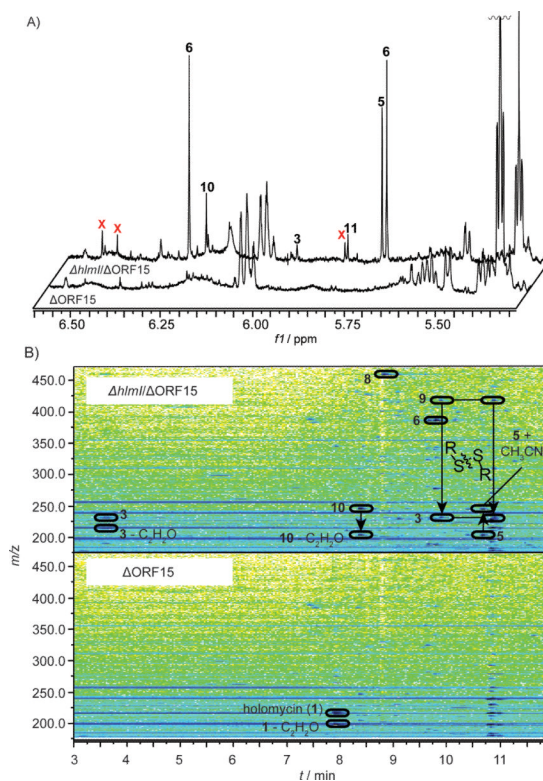 A)
6
6
5
10
X
X
X
11
3
ΔhlmI/ΔORF15
ΔORF15
6.50 6.25 6.00 5.75 5.50
f1 / ppm
B)
ΔhlmI/ΔORF15
450.0
400.0
350.0
300.0
250.0
200.0
m/z
8
9
6
5 +
CH3CN
R
S
S
R
10
3
3
5
3 - C2H2O
10 - C2H2O
ΔORF15
450.0
400.0
350.0
300.0
250.0
200.0
holomycin (1)
1 - C2H2O
3 4 5 6 7 8 9 10 11
t / min